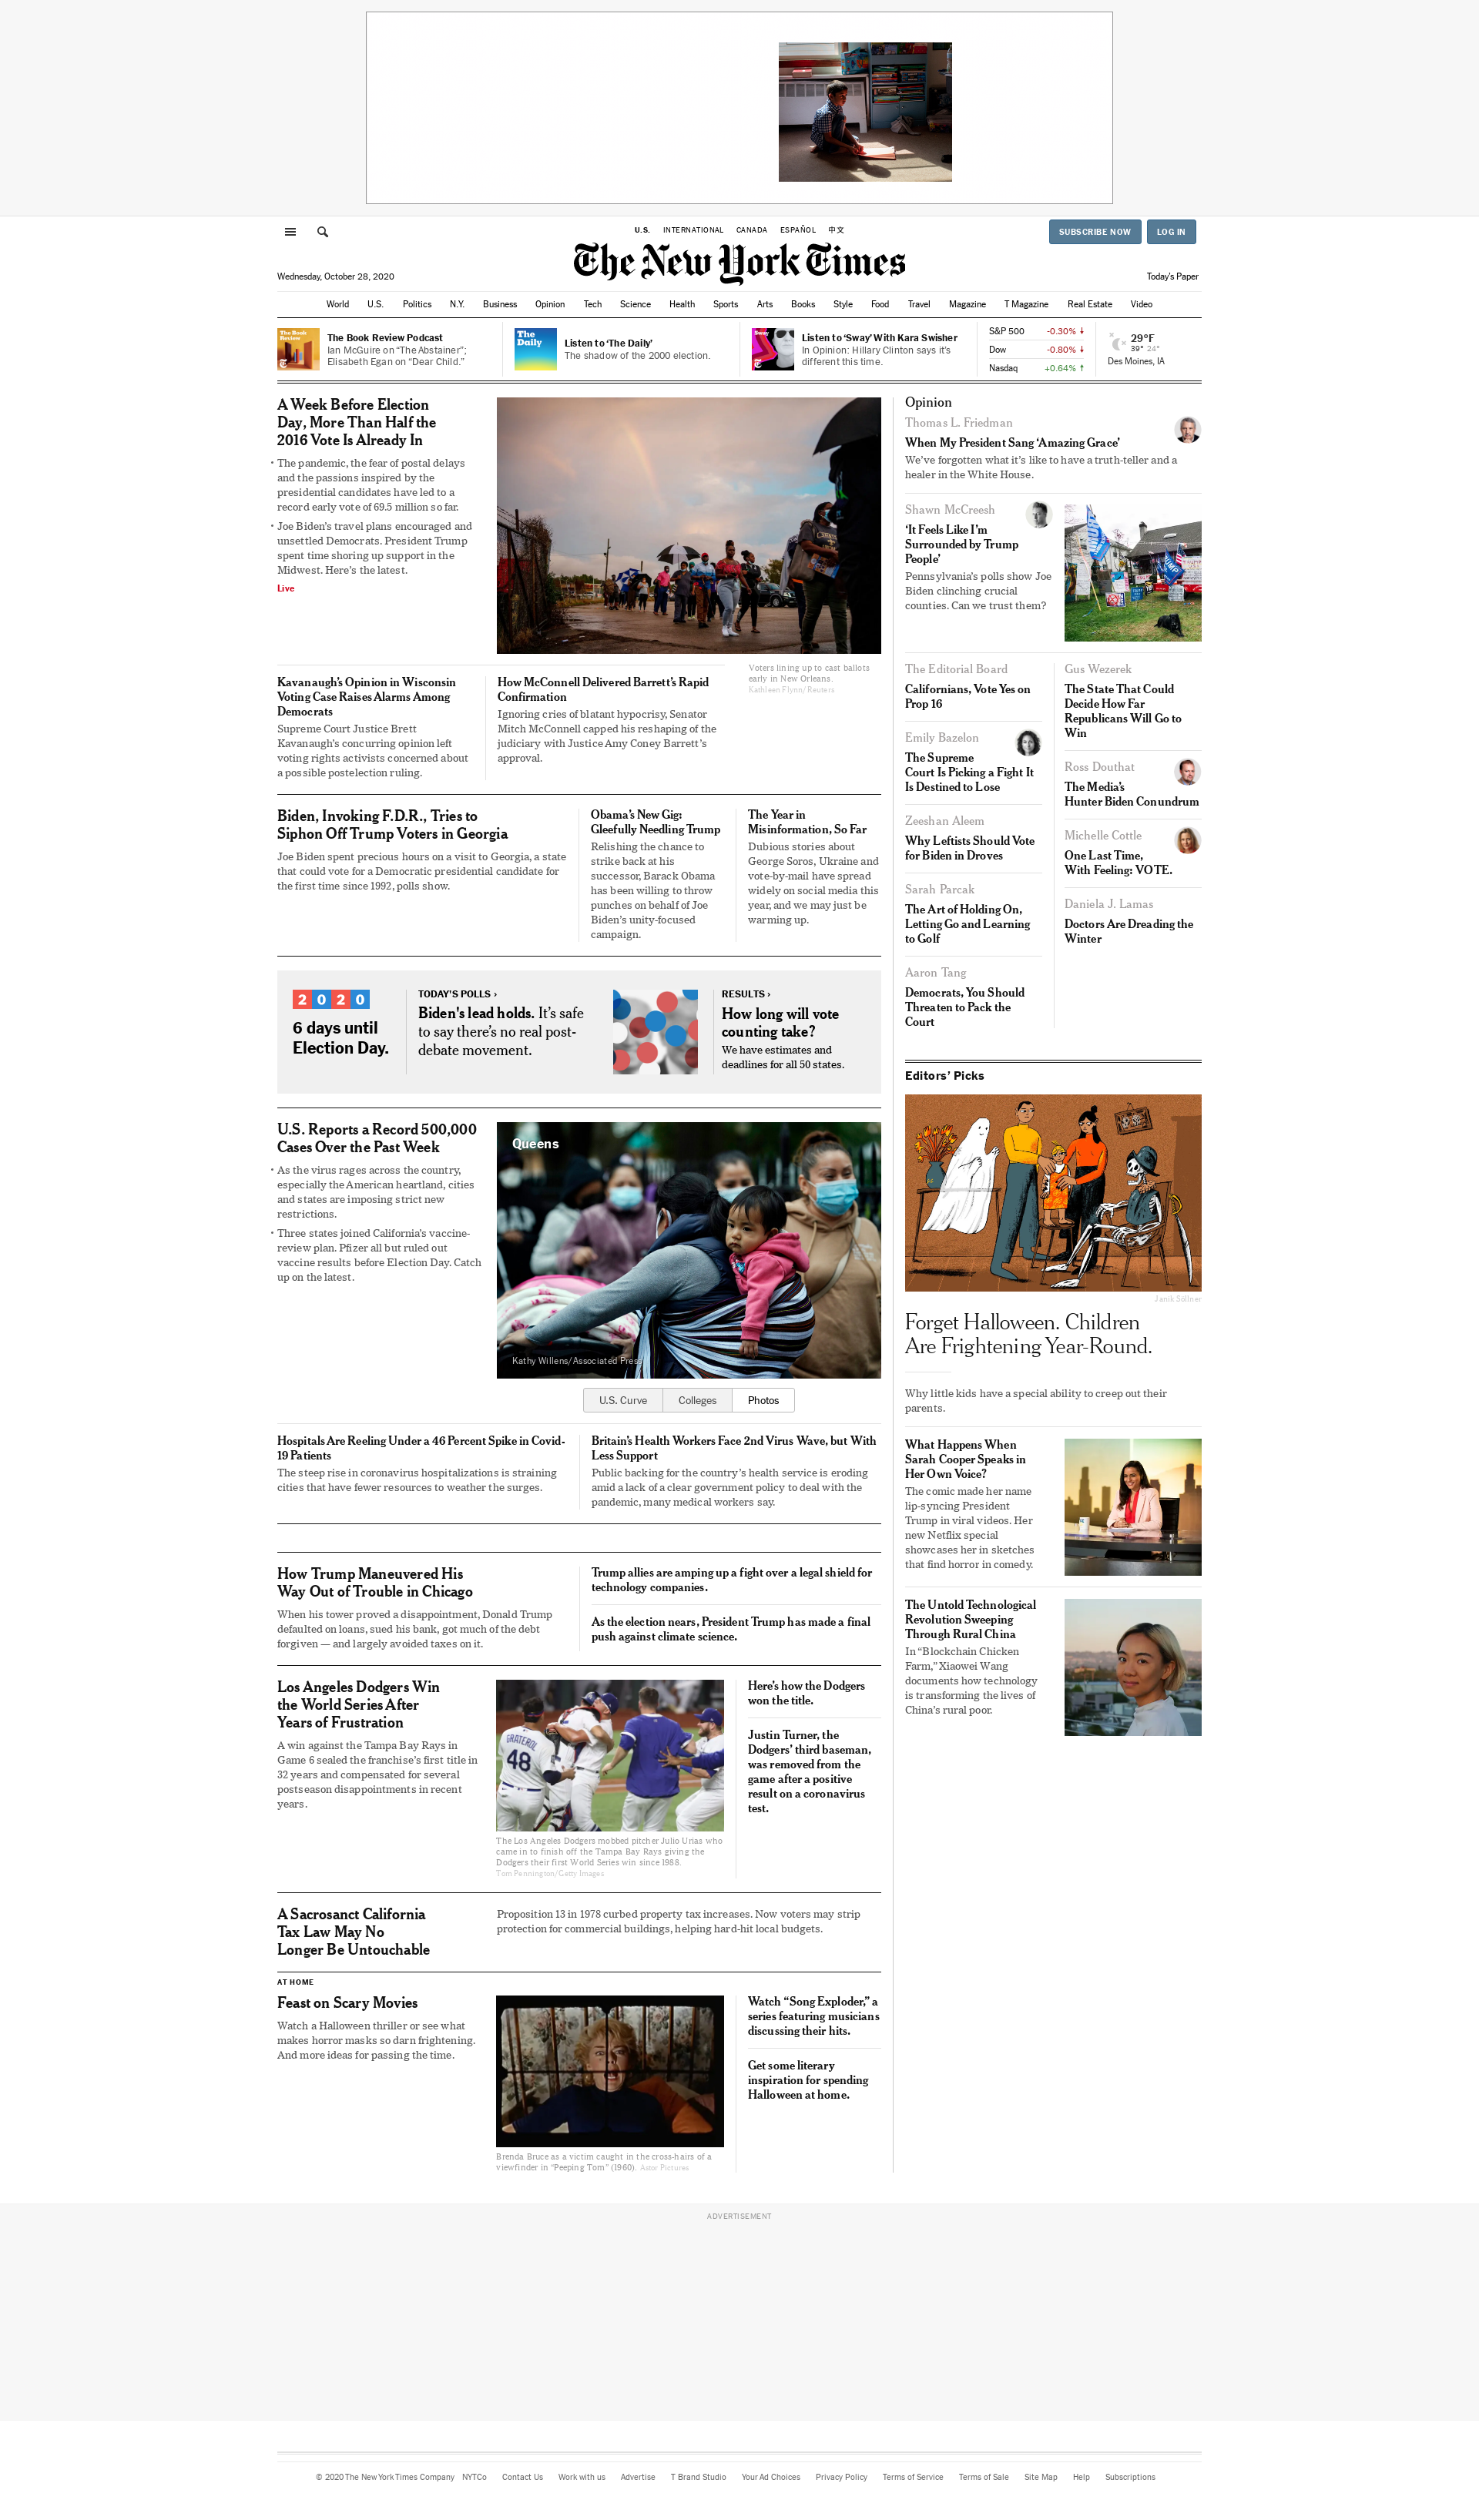 U.S.
INTERNATIONAL
CANADA
ESPAÑOL
中文
SUBSCRIBE NOW
LOG IN
The New York Times
Wednesday, October 28, 2020
Today's Paper
World
U.S.
Politics
N.Y.
Business
Opinion
Tech
Science
Health
Sports
Arts
Books
Style
Food
Travel
Magazine
T Magazine
Real Estate
Video
The Book Review
The Book Review Podcast
Ian McGuire on “The Abstainer”;
Elisabeth Egan on “Dear Child.”
The Daily
Listen to ‘The Daily’
The shadow of the 2000 election.
Sway
Listen to ‘Sway’ With Kara Swisher
In Opinion: Hillary Clinton says it’s
different this time.
S&P 500 -0.30% ↓
Dow -0.80% ↓
Nasdaq +0.64% ↑
29°F
39° 24°
Des Moines, IA
A Week Before Election
Day, More Than Half the
2016 Vote Is Already In
• The pandemic, the fear of postal delays
and the passions inspired by the
presidential candidates have led to a
record early vote of 69.5 million so far.
• Joe Biden’s travel plans encouraged and
unsettled Democrats. President Trump
spent time shoring up support in the
Midwest. Here’s the latest.
Live
Voters lining up to cast ballots
early in New Orleans.
Kathleen Flynn/Reuters
Kavanaugh’s Opinion in Wisconsin
Voting Case Raises Alarms Among
Democrats
Supreme Court Justice Brett
Kavanaugh’s concurring opinion left
voting rights activists concerned about
a possible postelection ruling.
How McConnell Delivered Barrett’s Rapid
Confirmation
Ignoring cries of blatant hypocrisy, Senator
Mitch McConnell capped his reshaping of the
judiciary with Justice Amy Coney Barrett’s
approval.
Biden, Invoking F.D.R., Tries to
Siphon Off Trump Voters in Georgia
Joe Biden spent precious hours on a visit to Georgia, a state
that could vote for a Democratic presidential candidate for
the first time since 1992, polls show.
Obama’s New Gig:
Gleefully Needling Trump
Relishing the chance to
strike back at his
successor, Barack Obama
has been willing to throw
punches on behalf of Joe
Biden’s unity-focused
campaign.
The Year in
Misinformation, So Far
Dubious stories about
George Soros, Ukraine and
vote-by-mail have spread
widely on social media this
year, and we may just be
warming up.
2020
6 days until
Election Day.
TODAY’S POLLS ›
Biden's lead holds. It’s safe
to say there’s no real post-
debate movement.
RESULTS ›
How long will vote
counting take?
We have estimates and
deadlines for all 50 states.
U.S. Reports a Record 500,000
Cases Over the Past Week
• As the virus rages across the country,
especially the American heartland, cities
and states are imposing strict new
restrictions.
• Three states joined California’s vaccine-
review plan. Pfizer all but ruled out
vaccine results before Election Day. Catch
up on the latest.
Queens
Kathy Willens/Associated Press
U.S. Curve
Colleges
Photos
Hospitals Are Reeling Under a 46 Percent Spike in Covid-
19 Patients
The steep rise in coronavirus hospitalizations is straining
cities that have fewer resources to weather the surges.
Britain’s Health Workers Face 2nd Virus Wave, but With
Less Support
Public backing for the country’s health service is eroding
amid a lack of a clear government policy to deal with the
pandemic, many medical workers say.
How Trump Maneuvered His
Way Out of Trouble in Chicago
When his tower proved a disappointment, Donald Trump
defaulted on loans, sued his bank, got much of the debt
forgiven — and largely avoided taxes on it.
Trump allies are amping up a fight over a legal shield for
technology companies.
As the election nears, President Trump has made a final
push against climate science.
Los Angeles Dodgers Win
the World Series After
Years of Frustration
A win against the Tampa Bay Rays in
Game 6 sealed the franchise’s first title in
32 years and compensated for several
postseason disappointments in recent
years.
GRATEROL
48
The Los Angeles Dodgers mobbed pitcher Julio Urias who
came in to finish off the Tampa Bay Rays giving the
Dodgers their first World Series win since 1988.
Tom Pennington/Getty Images
Here’s how the Dodgers
won the title.
Justin Turner, the
Dodgers’ third baseman,
was removed from the
game after a positive
result on a coronavirus
test.
A Sacrosanct California
Tax Law May No
Longer Be Untouchable
Proposition 13 in 1978 curbed property tax increases. Now voters may strip
protection for commercial buildings, helping hard-hit local budgets.
AT HOME
Feast on Scary Movies
Watch a Halloween thriller or see what
makes horror masks so darn frightening.
And more ideas for passing the time.
Brenda Bruce as a victim caught in the cross-hairs of a
viewfinder in “Peeping Tom” (1960). Astor Pictures
Watch “Song Exploder,” a
series featuring musicians
discussing their hits.
Get some literary
inspiration for spending
Halloween at home.
Opinion
Thomas L. Friedman
When My President Sang ‘Amazing Grace’
We’ve forgotten what it’s like to have a truth-teller and a
healer in the White House.
Shawn McCreesh
‘It Feels Like I’m
Surrounded by Trump
People’
Pennsylvania’s polls show Joe
Biden clinching crucial
counties. Can we trust them?
TRUMP
The Editorial Board
Californians, Vote Yes on
Prop 16
Emily Bazelon
The Supreme
Court Is Picking a Fight It
Is Destined to Lose
Zeeshan Aleem
Why Leftists Should Vote
for Biden in Droves
Sarah Parcak
The Art of Holding On,
Letting Go and Learning
to Golf
Aaron Tang
Democrats, You Should
Threaten to Pack the
Court
Gus Wezerek
The State That Could
Decide How Far
Republicans Will Go to
Win
Ross Douthat
The Media’s
Hunter Biden Conundrum
Michelle Cottle
One Last Time,
With Feeling: VOTE.
Daniela J. Lamas
Doctors Are Dreading the
Winter
Editors’ Picks
Janik Söllner
Forget Halloween. Children
Are Frightening Year-Round.
Why little kids have a special ability to creep out their
parents.
What Happens When
Sarah Cooper Speaks in
Her Own Voice?
The comic made her name
lip-syncing President
Trump in viral videos. Her
new Netflix special
showcases her in sketches
that find horror in comedy.
The Untold Technological
Revolution Sweeping
Through Rural China
In “Blockchain Chicken
Farm,” Xiaowei Wang
documents how technology
is transforming the lives of
China’s rural poor.
ADVERTISEMENT
© 2020 The New York Times Company
NYTCo
Contact Us
Work with us
Advertise
T Brand Studio
Your Ad Choices
Privacy Policy
Terms of Service
Terms of Sale
Site Map
Help
Subscriptions